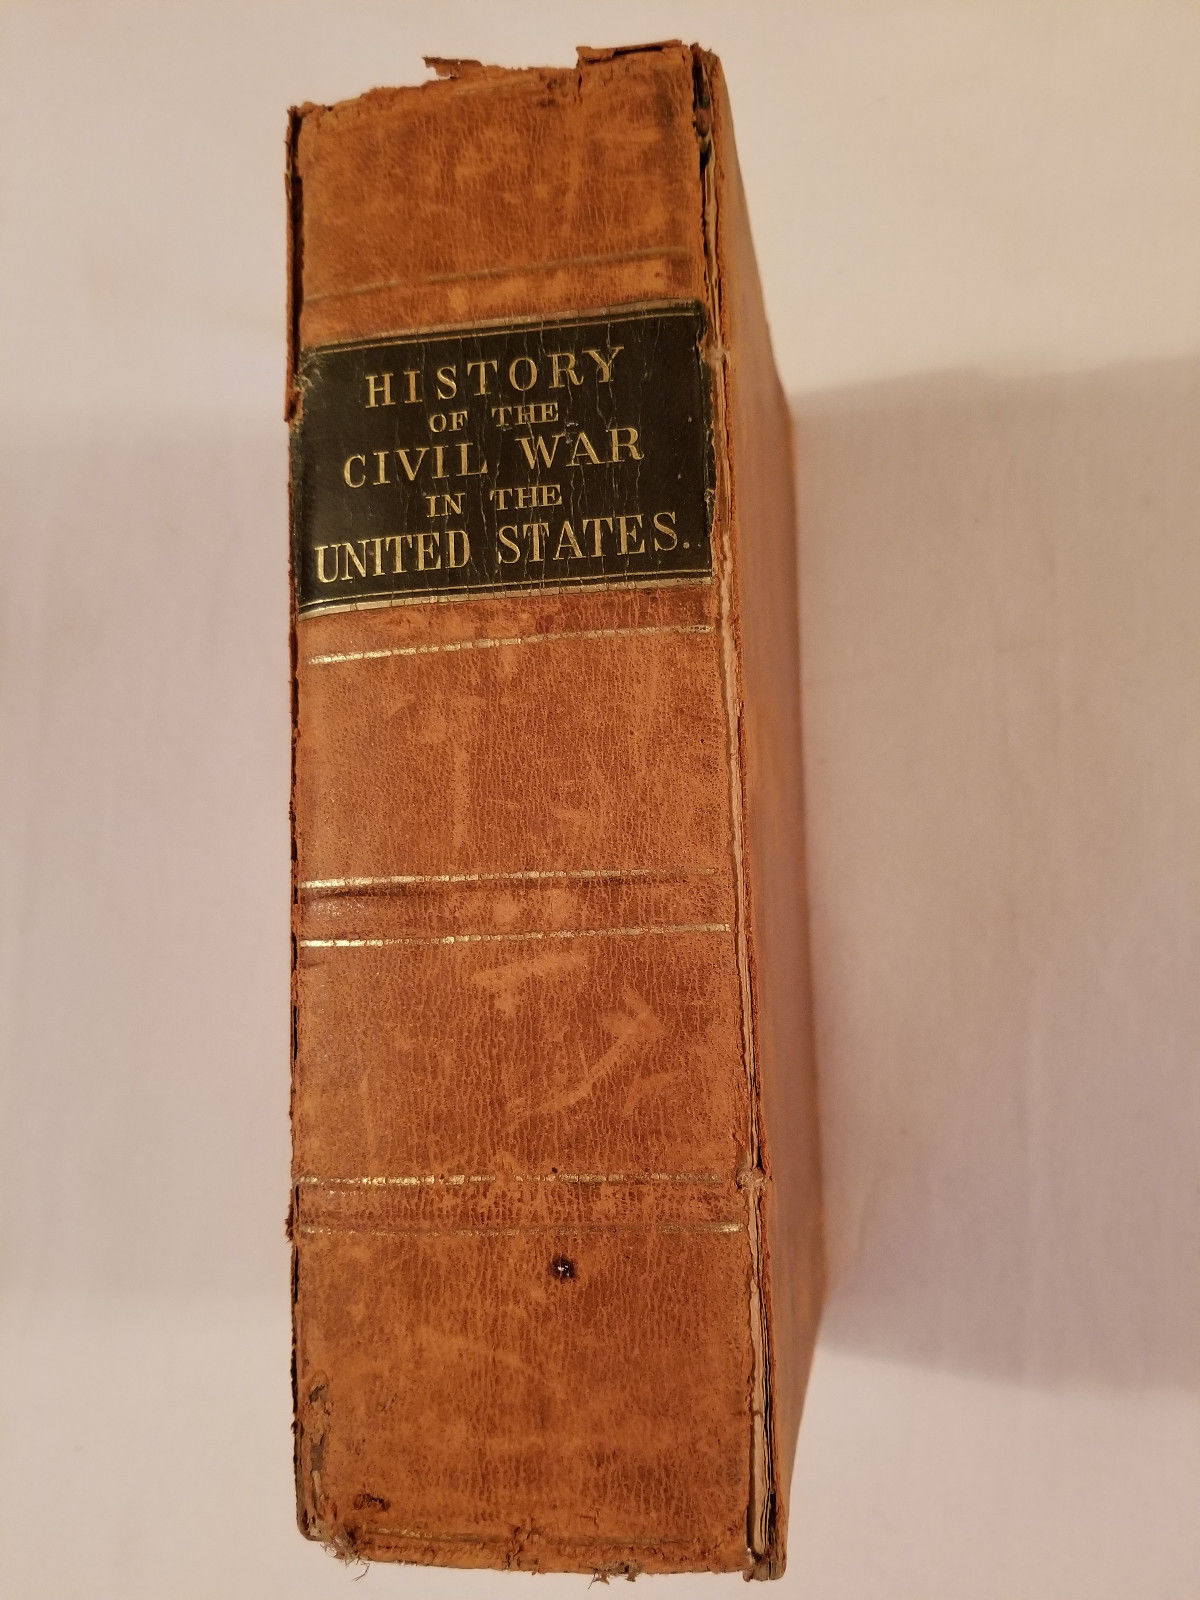 HISTORY
OF THE
CIVIL WAR
IN THE
UNITED STATES.